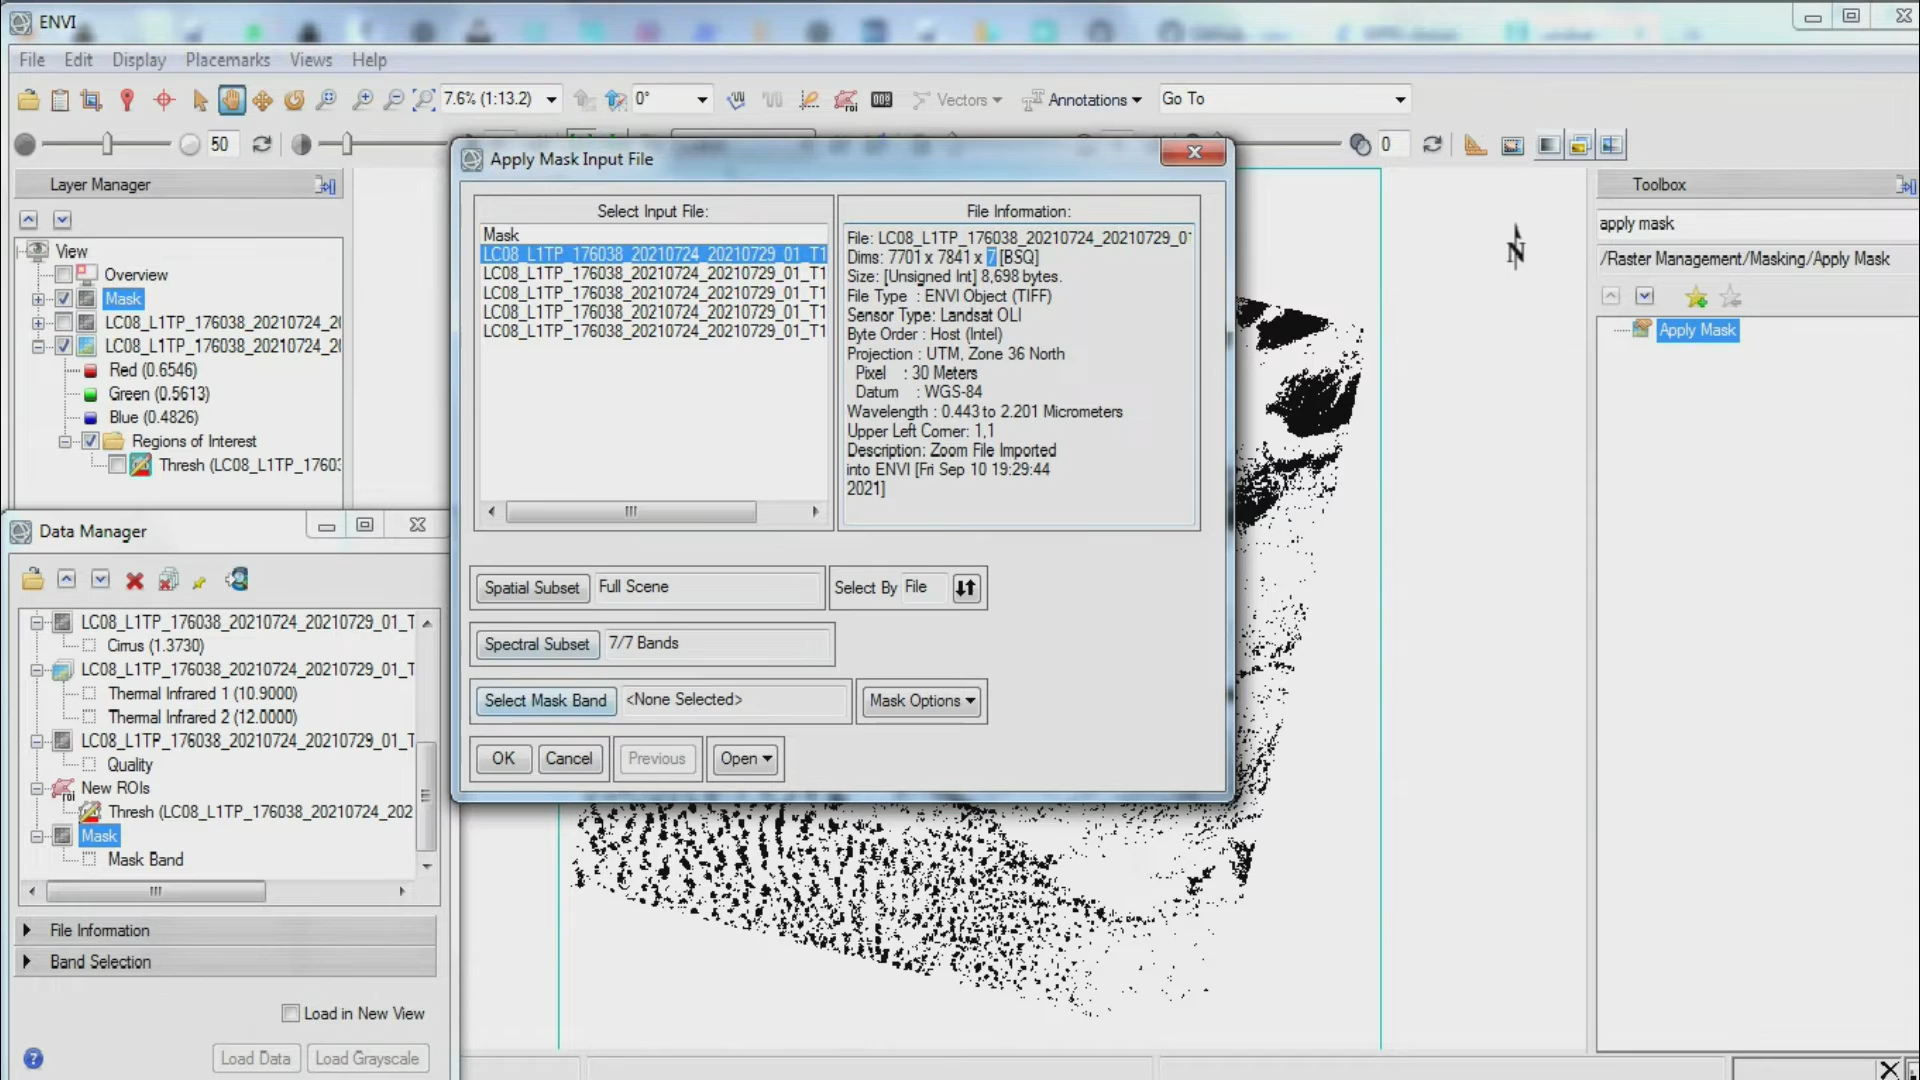 ENVI
File Edit Display Placemarks Views Help
7.6% (1:13.2) 0° Vectors Annotations Go To
50 0
Layer Manager
View
Overview
Mask
LC08_L1TP_176038_20210724_2(
LC08_L1TP_176038_20210724_2(
Red (0.6546)
Green (0.5613)
Blue (0.4826)
Regions of Interest
Thresh (LC08_L1TP_1760:
Data Manager
LC08_L1TP_176038_20210724_20210729_01_T
Cirrus (1.3730)
LC08_L1TP_176038_20210724_20210729_01_T
Thermal Infrared 1 (10.9000)
Thermal Infrared 2 (12.0000)
LC08_L1TP_176038_20210724_20210729_01_T
Quality
New ROIs
Thresh (LC08_L1TP_176038_20210724_202
Mask
Mask Band
File Information
Band Selection
Load in New View
Load Data Load Grayscale
Apply Mask Input File
Select Input File:
Mask
LC08_L1TP_176038_20210724_20210729_01_T1
LC08_L1TP_176038_20210724_20210729_01_T1
LC08_L1TP_176038_20210724_20210729_01_T1
LC08_L1TP_176038_20210724_20210729_01_T1
LC08_L1TP_176038_20210724_20210729_01_T1
File Information:
File: LC08_L1TP_176038_20210724_20210729_01
Dims: 7701 x 7841 x 7 [BSQ]
Size: [Unsigned Int] 8,698 bytes.
File Type : ENVI Object (TIFF)
Sensor Type: Landsat OLI
Byte Order : Host (Intel)
Projection : UTM, Zone 36 North
Pixel : 30 Meters
Datum : WGS-84
Wavelength : 0.443 to 2.201 Micrometers
Upper Left Corner: 1,1
Description: Zoom File Imported
into ENVI [Fri Sep 10 19:29:44
2021]
Spatial Subset Full Scene Select By File
Spectral Subset 7/7 Bands
Select Mask Band <None Selected> Mask Options
OK Cancel Previous Open
N
Toolbox
apply mask
/Raster Management/Masking/Apply Mask
Apply Mask